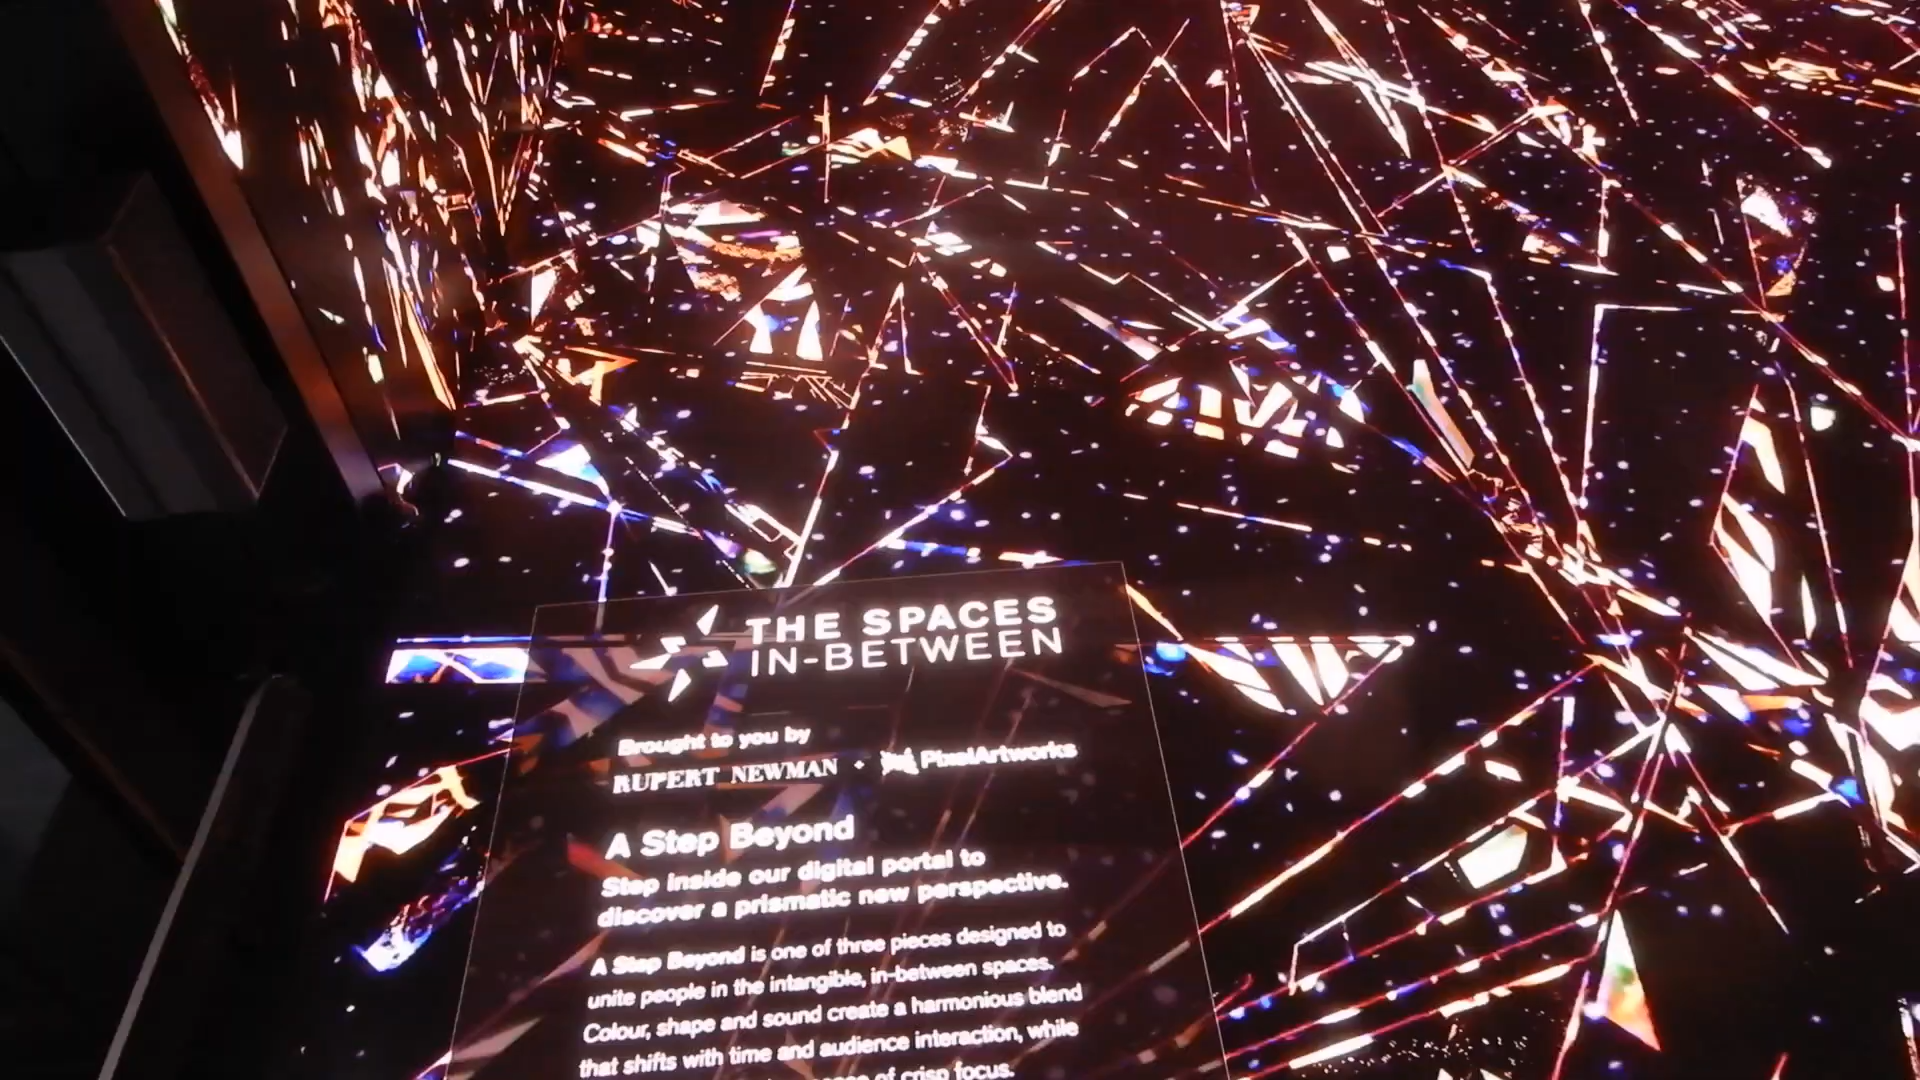 THE SPACES
IN-BETWEEN
Brought to you by
RUPERT NEWMAN + PixelArtworks
A Step Beyond
Step inside our digital portal to
discover a prismatic new perspective.
A Step Beyond is one of three pieces designed to
unite people in the intangible, in-between spaces.
Colour, shape and sound create a harmonious blend
that shifts with time and audience interaction, while
of crisp focus.